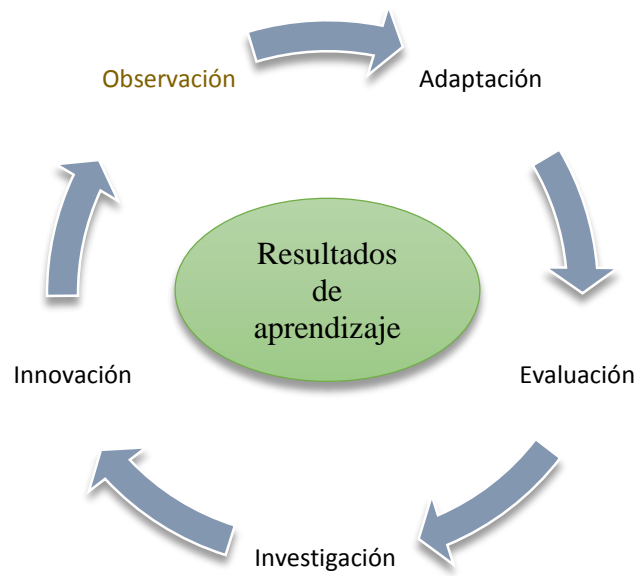 Observación
Adaptación
Resultados
de
aprendizaje
Innovación
Evaluación
Investigación